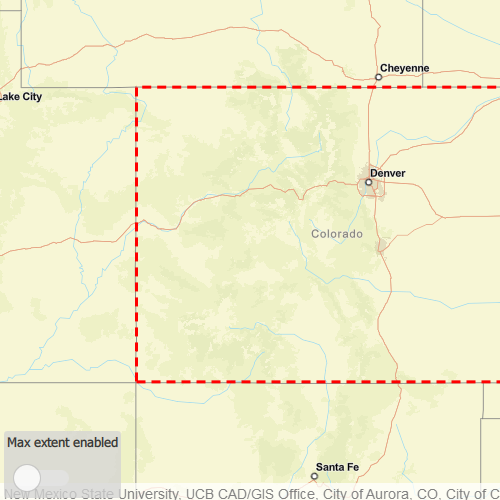 Cheyenne
Lake City
Denver
Colorado
Max extent enabled
Santa Fe
New Mexico State University, UCB CAD/GIS Office, City of Aurora, CO, City of C